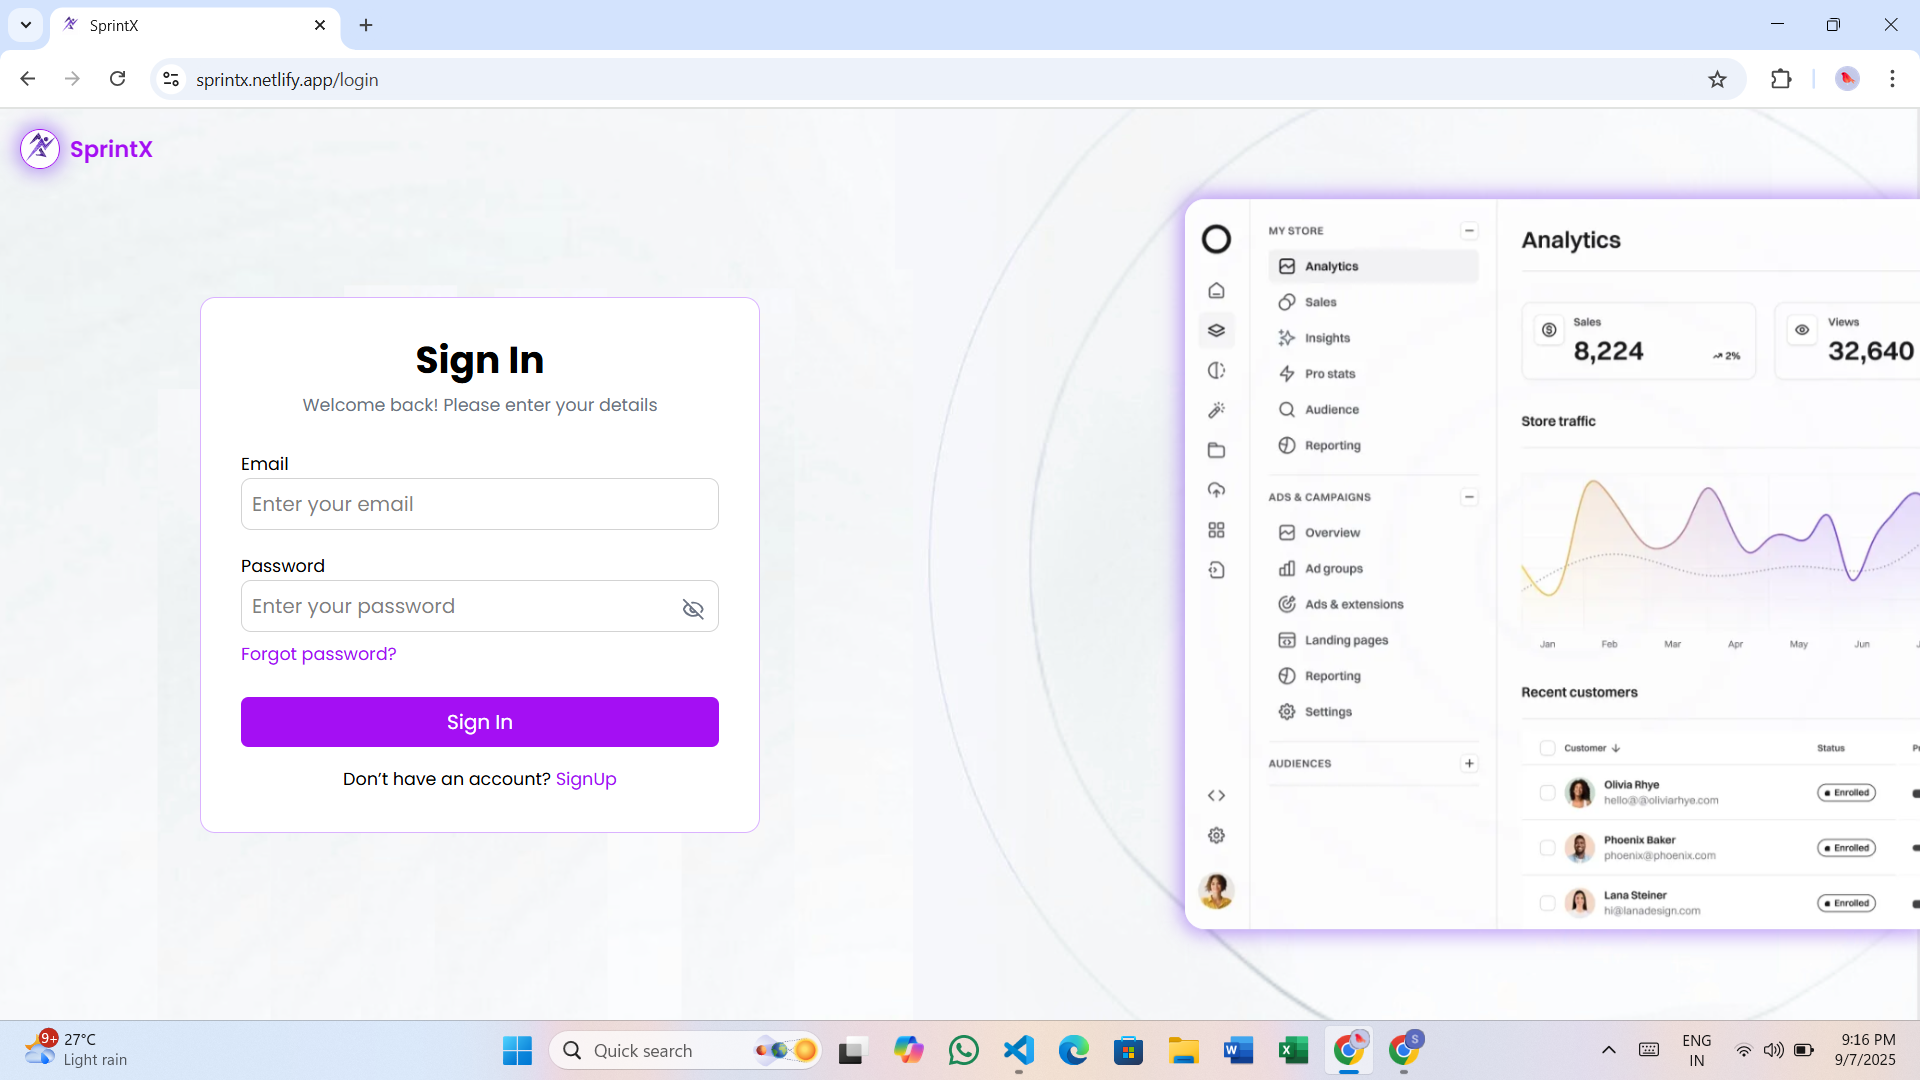 SprintX
sprintx.netlify.app/login
SprintX
Sign In
Welcome back! Please enter your details
Email
Enter your email
Password
Enter your password
Forgot password?
Sign In
Don’t have an account? SignUp
MY STORE
Analytics
Sales
Insights
Pro stats
Audience
Reporting
ADS & CAMPAIGNS
Overview
Ad groups
Ads & extensions
Landing pages
Reporting
Settings
AUDIENCES
Analytics
Sales
8,224
2%
Views
32,640
Store traffic
Jan Feb Mar Apr May Jun
Recent customers
Customer Status
Olivia Rhye
hello@@oliviarhye.com
Enrolled
Phoenix Baker
phoenix@phoenix.com
Enrolled
Lana Steiner
hi@lanadesign.com
Enrolled
9+
27°C
Light rain
Quick search
S
ENG
IN
9:16 PM
9/7/2025